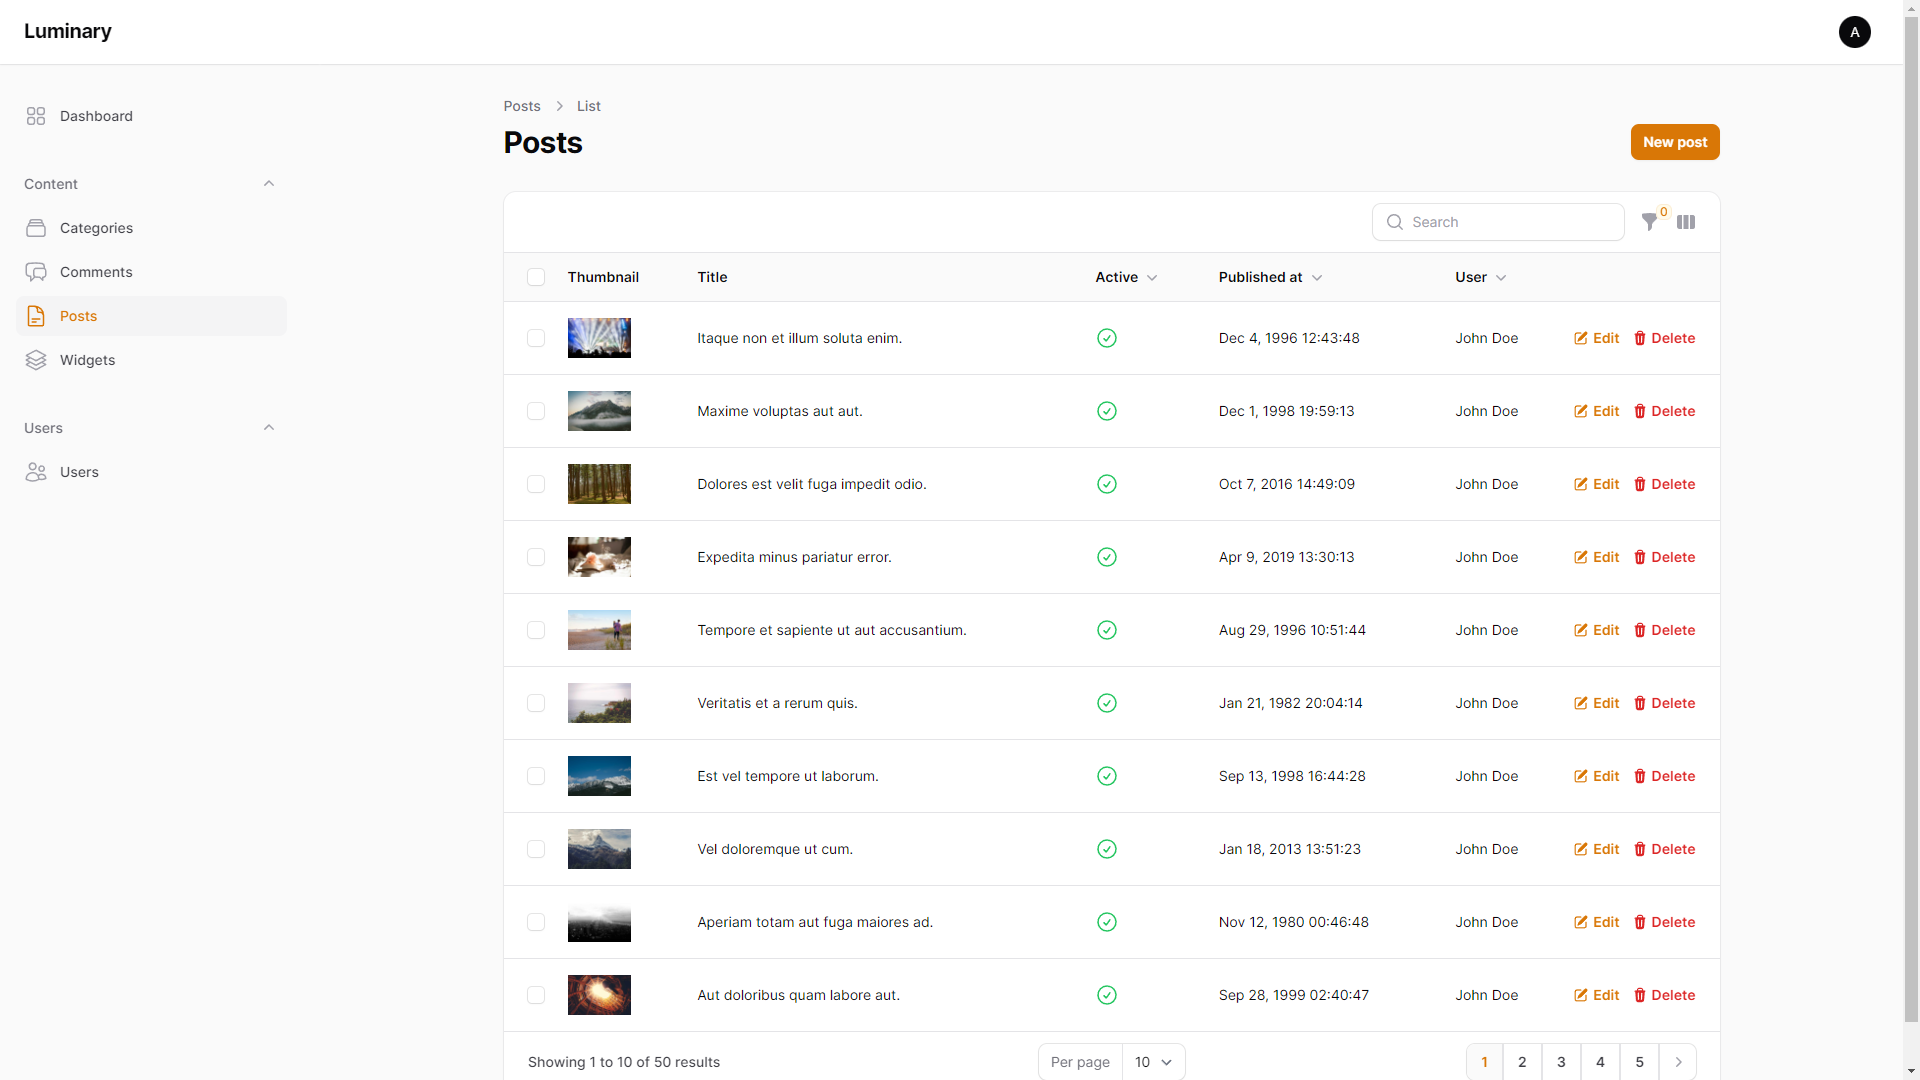 Luminary
A
Dashboard
Content
Categories
Comments
Posts
Widgets
Users
Users
Posts List
Posts
New post
Search
0
Thumbnail Title Active Published at User
Itaque non et illum soluta enim. Dec 4, 1996 12:43:48 John Doe Edit Delete
Maxime voluptas aut aut. Dec 1, 1998 19:59:13 John Doe Edit Delete
Dolores est velit fuga impedit odio. Oct 7, 2016 14:49:09 John Doe Edit Delete
Expedita minus pariatur error. Apr 9, 2019 13:30:13 John Doe Edit Delete
Tempore et sapiente ut aut accusantium. Aug 29, 1996 10:51:44 John Doe Edit Delete
Veritatis et a rerum quis. Jan 21, 1982 20:04:14 John Doe Edit Delete
Est vel tempore ut laborum. Sep 13, 1998 16:44:28 John Doe Edit Delete
Vel doloremque ut cum. Jan 18, 2013 13:51:23 John Doe Edit Delete
Aperiam totam aut fuga maiores ad. Nov 12, 1980 00:46:48 John Doe Edit Delete
Aut doloribus quam labore aut. Sep 28, 1999 02:40:47 John Doe Edit Delete
Showing 1 to 10 of 50 results Per page 10 1 2 3 4 5